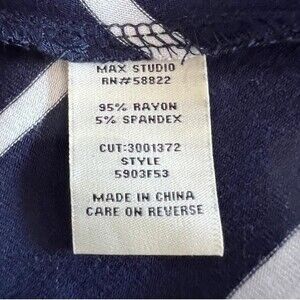 MAX STUDIO
RN#58822
95% RAYON
5% SPANDEX
CUT:3001372
STYLE
5903F53
MADE IN CHINA
CARE ON REVERSE